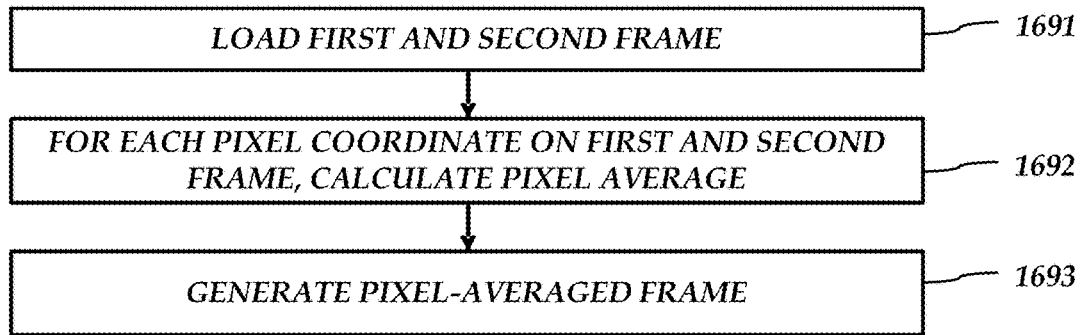 LOAD FIRST AND SECOND FRAME
1691
FOR EACH PIXEL COORDINATE ON FIRST AND SECOND
FRAME, CALCULATE PIXEL AVERAGE
1692
GENERATE PIXEL-AVERAGED FRAME
1693